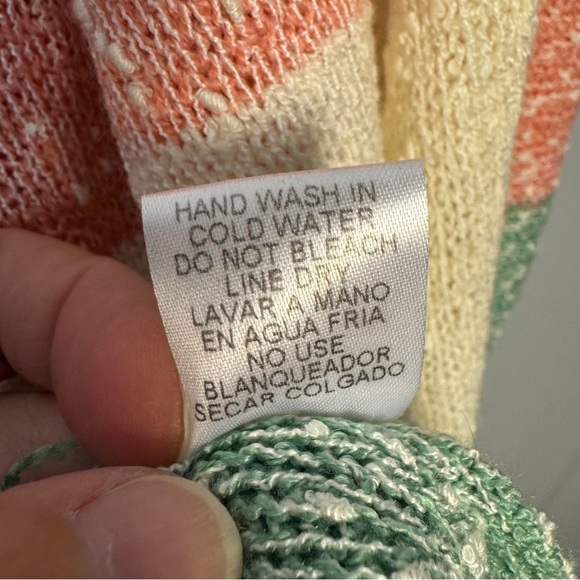 HAND WASH IN
COLD WATER
DO NOT BLEACH
LINE DRY
LAVAR A MANO
EN AGUA FRIA
NO USE
BLANQUEADOR
SECAR COLGADO